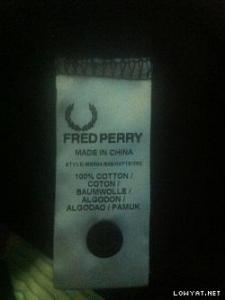 FRED PERRY
MADE IN CHINA
100% COTTON /
COTON /
BAUMWOLLE /
ALGODON /
ALGODAO / PAMUK
LOWYAT.NET